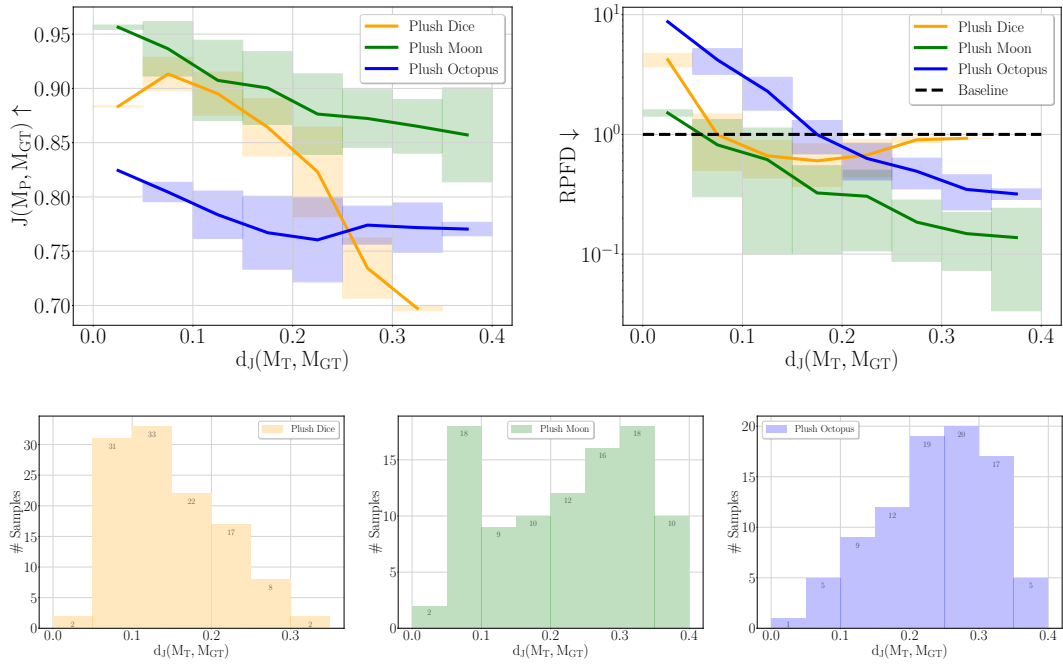 Plush Dice
Plush Moon
Plush Octopus
J(M_P, M_GT) ↑
0.95
0.90
0.85
0.80
0.75
0.70
0.0 0.1 0.2 0.3 0.4
d_J(M_T, M_GT)
Plush Dice
Plush Moon
Plush Octopus
Baseline
RPFD ↓
10^1
10^0
10^-1
0.0 0.1 0.2 0.3 0.4
d_J(M_T, M_GT)
Plush Dice
# Samples
30
25
20
15
10
5
0
2 31 33 22 17 8 2
0.0 0.1 0.2 0.3
d_J(M_T, M_GT)
Plush Moon
# Samples
15
10
5
0
2 18 9 10 12 16 18 10
0.0 0.1 0.2 0.3 0.4
d_J(M_T, M_GT)
Plush Octopus
# Samples
20
15
10
5
0
1 5 9 12 19 20 17 5
0.0 0.1 0.2 0.3 0.4
d_J(M_T, M_GT)